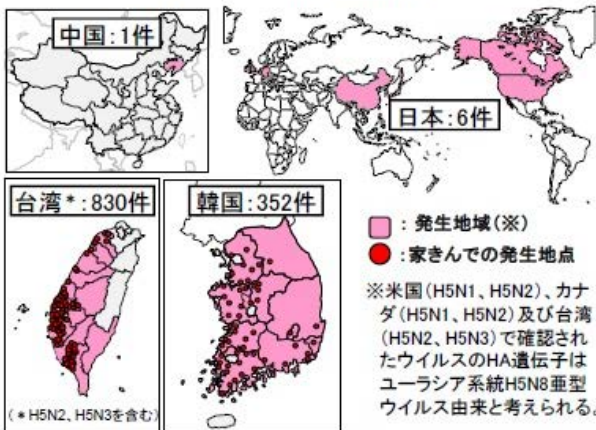 中国:1件
日本:6件
台湾*:830件
韓国:352件
:発生地域(※)
:家きんでの発生地点
※米国(H5N1、H5N2)、カナ
ダ(H5N1、H5N2)及び台湾
(H5N2、H5N3)で確認され
たウイルスのHA遺伝子は
ユーラシア系統H5N8亜型
ウイルス由来と考えられる。
(*H5N2、H5N3を含む)